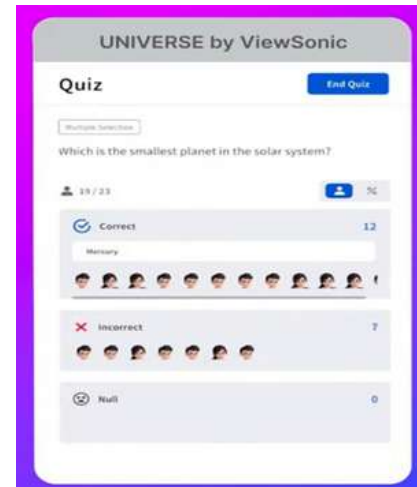 UNIVERSE by ViewSonic
Quiz
End Quiz
Multiple Selection
Which is the smallest planet in the solar system?
19 / 23
%
Correct
12
Mercury
Incorrect
7
Null
0